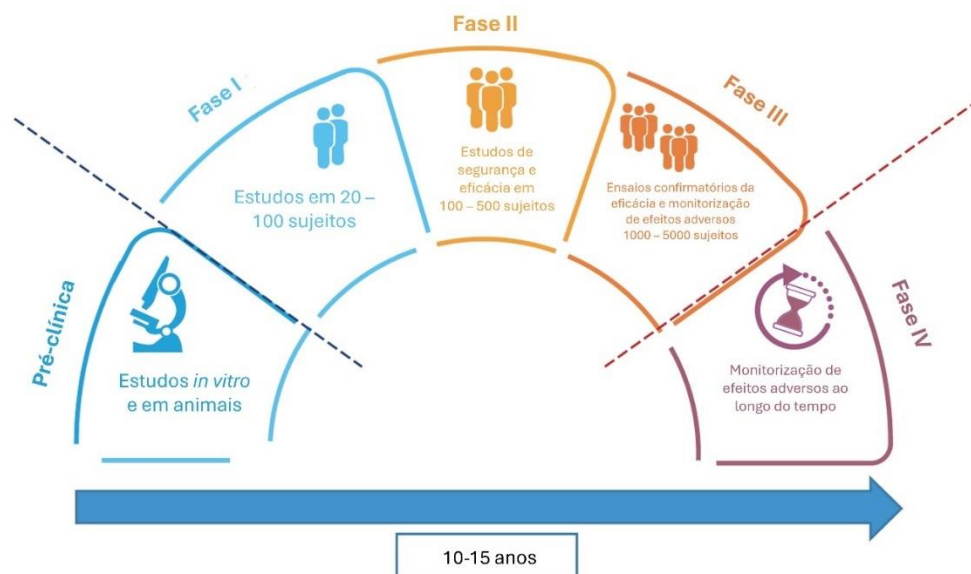 Pré-clínica
Estudos in vitro
e em animais
Fase I
Estudos em 20 –
100 sujeitos
Fase II
Estudos de
segurança e
eficácia em
100 – 500 sujeitos
Fase III
Ensaios confirmatórios da
eficácia e monitorização
de efeitos adversos
1000 – 5000 sujeitos
Fase IV
Monitorização de
efeitos adversos ao
longo do tempo
10-15 anos